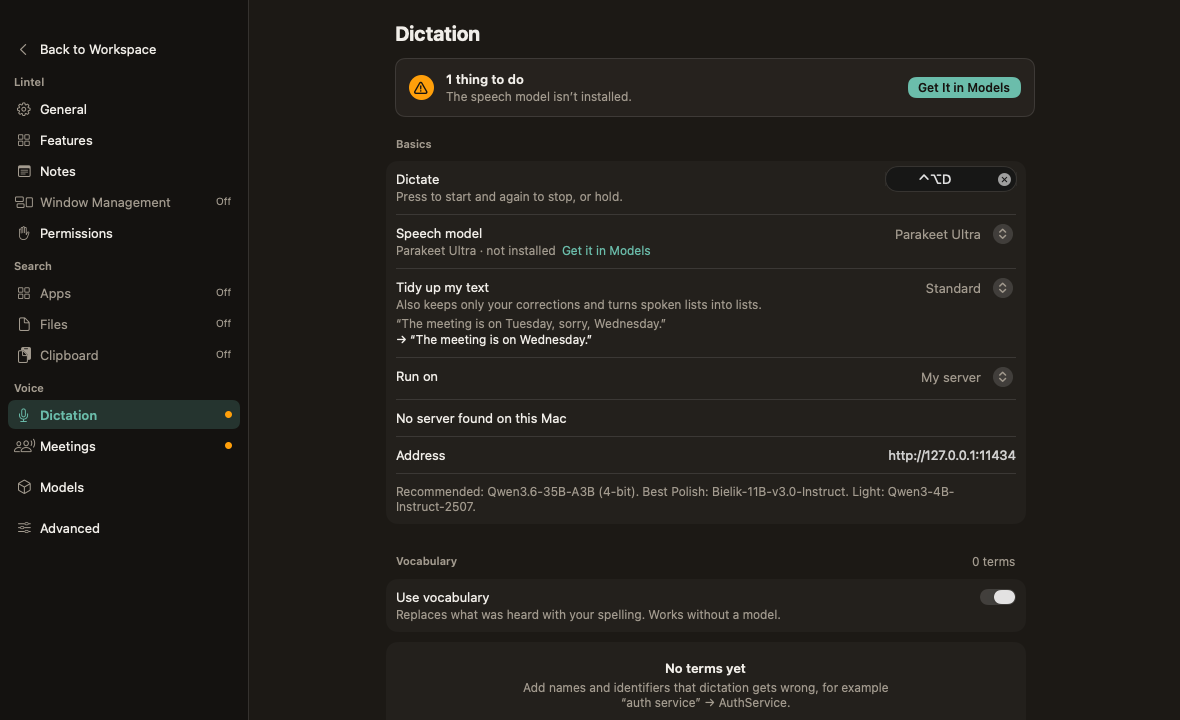 Back to Workspace
Lintel
General
Features
Notes
Window Management Off
Permissions
Search
Apps Off
Files Off
Clipboard Off
Voice
Dictation
Meetings
Models
Advanced
Dictation
1 thing to do
The speech model isn’t installed.
Get It in Models
Basics
Dictate
Press to start and again to stop, or hold.
⌃⌥D
Speech model
Parakeet Ultra · not installed Get it in Models
Parakeet Ultra
Tidy up my text
Also keeps only your corrections and turns spoken lists into lists.
“The meeting is on Tuesday, sorry, Wednesday.”
→ “The meeting is on Wednesday.”
Standard
Run on
My server
No server found on this Mac
Address
http://127.0.0.1:11434
Recommended: Qwen3.6-35B-A3B (4-bit). Best Polish: Bielik-11B-v3.0-Instruct. Light: Qwen3-4B-
Instruct-2507.
Vocabulary
0 terms
Use vocabulary
Replaces what was heard with your spelling. Works without a model.
No terms yet
Add names and identifiers that dictation gets wrong, for example
“auth service” → AuthService.